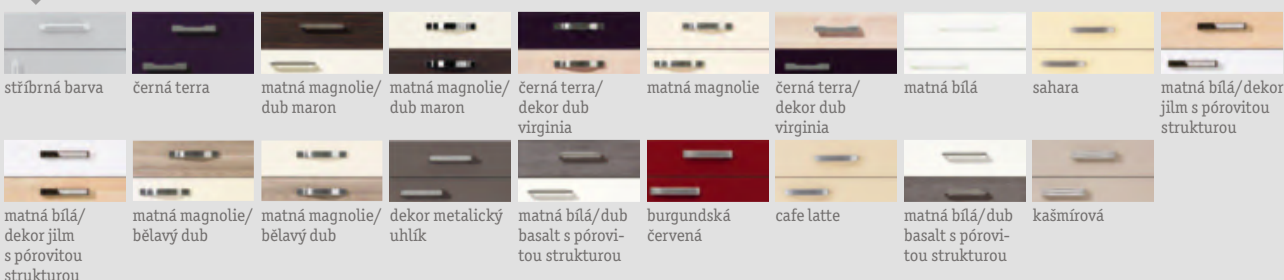 stříbrná barva
černá terra
matná magnolie/
dub maron
matná magnolie/
dub maron
černá terra/
dekor dub
virginia
matná magnolie
černá terra/
dekor dub
virginia
matná bílá
sahara
matná bílá/dekor
jilm s pórovitou
strukturou
matná bílá/
dekor jilm
s pórovitou
strukturou
matná magnolie/
bělavý dub
matná magnolie/
bělavý dub
dekor metalický
uhlík
matná bílá/dub
basalt s pórovi-
tou strukturou
burgundská
červená
cafe latte
matná bílá/dub
basalt s pórovi-
tou strukturou
kašmírová